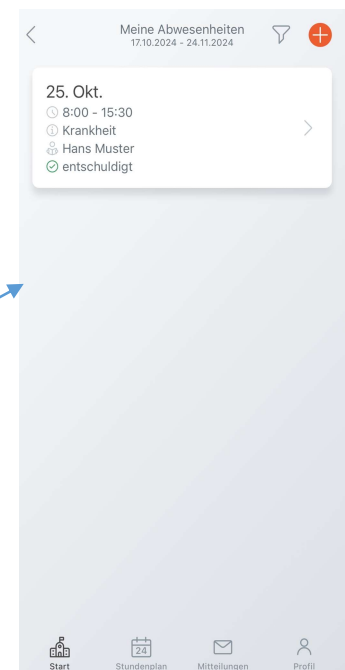 Meine Abwesenheiten
17.10.2024 - 24.11.2024
25. Okt.
8:00 - 15:30
Krankheit
Hans Muster
entschuldigt
24
Start
Stundenplan
Mitteilungen
Profil